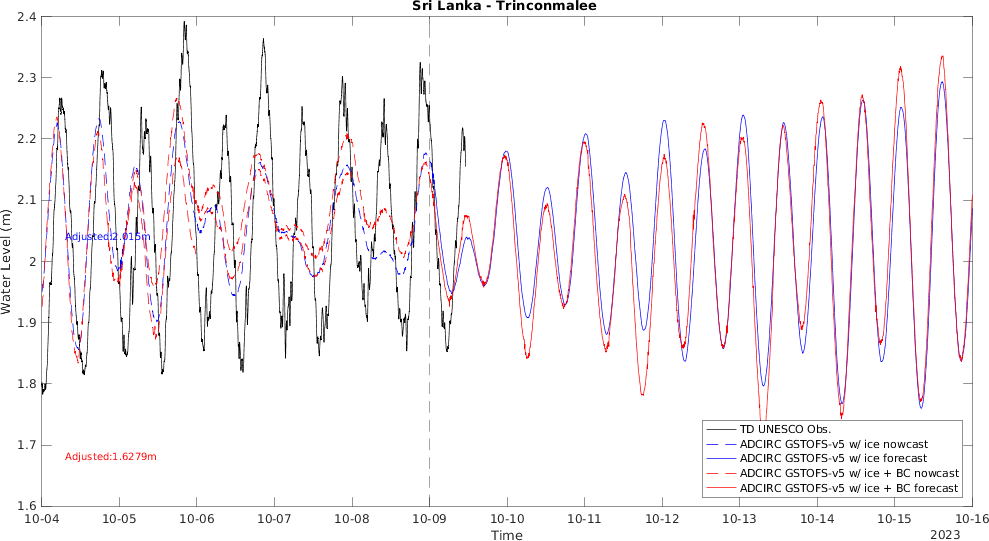 Sri Lanka - Trinconmalee
2.4
2.3
2.2
2.1
2
1.9
1.8
1.7
1.6
Water Level (m)
Adjusted:2.015m
Adjusted:1.6279m
TD UNESCO Obs.
ADCIRC GSTOFS-v5 w/ ice nowcast
ADCIRC GSTOFS-v5 w/ ice forecast
ADCIRC GSTOFS-v5 w/ ice + BC nowcast
ADCIRC GSTOFS-v5 w/ ice + BC forecast
10-04 10-05 10-06 10-07 10-08 10-09 10-10 10-11 10-12 10-13 10-14 10-15 10-16
Time
2023